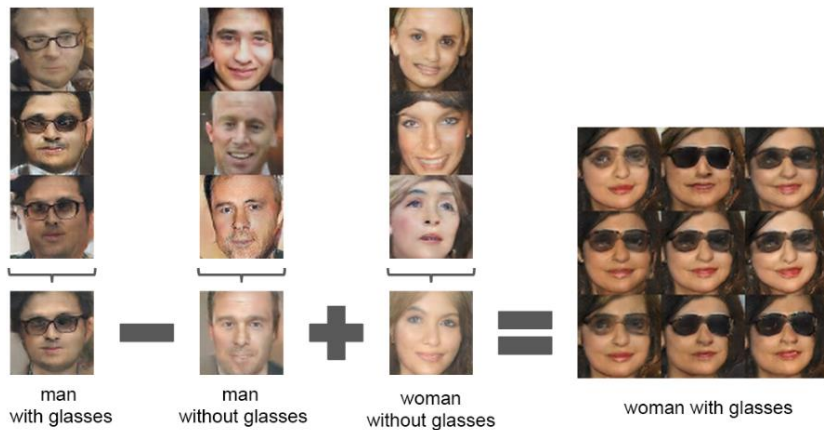 man
with glasses
man
without glasses
woman
without glasses
woman with glasses